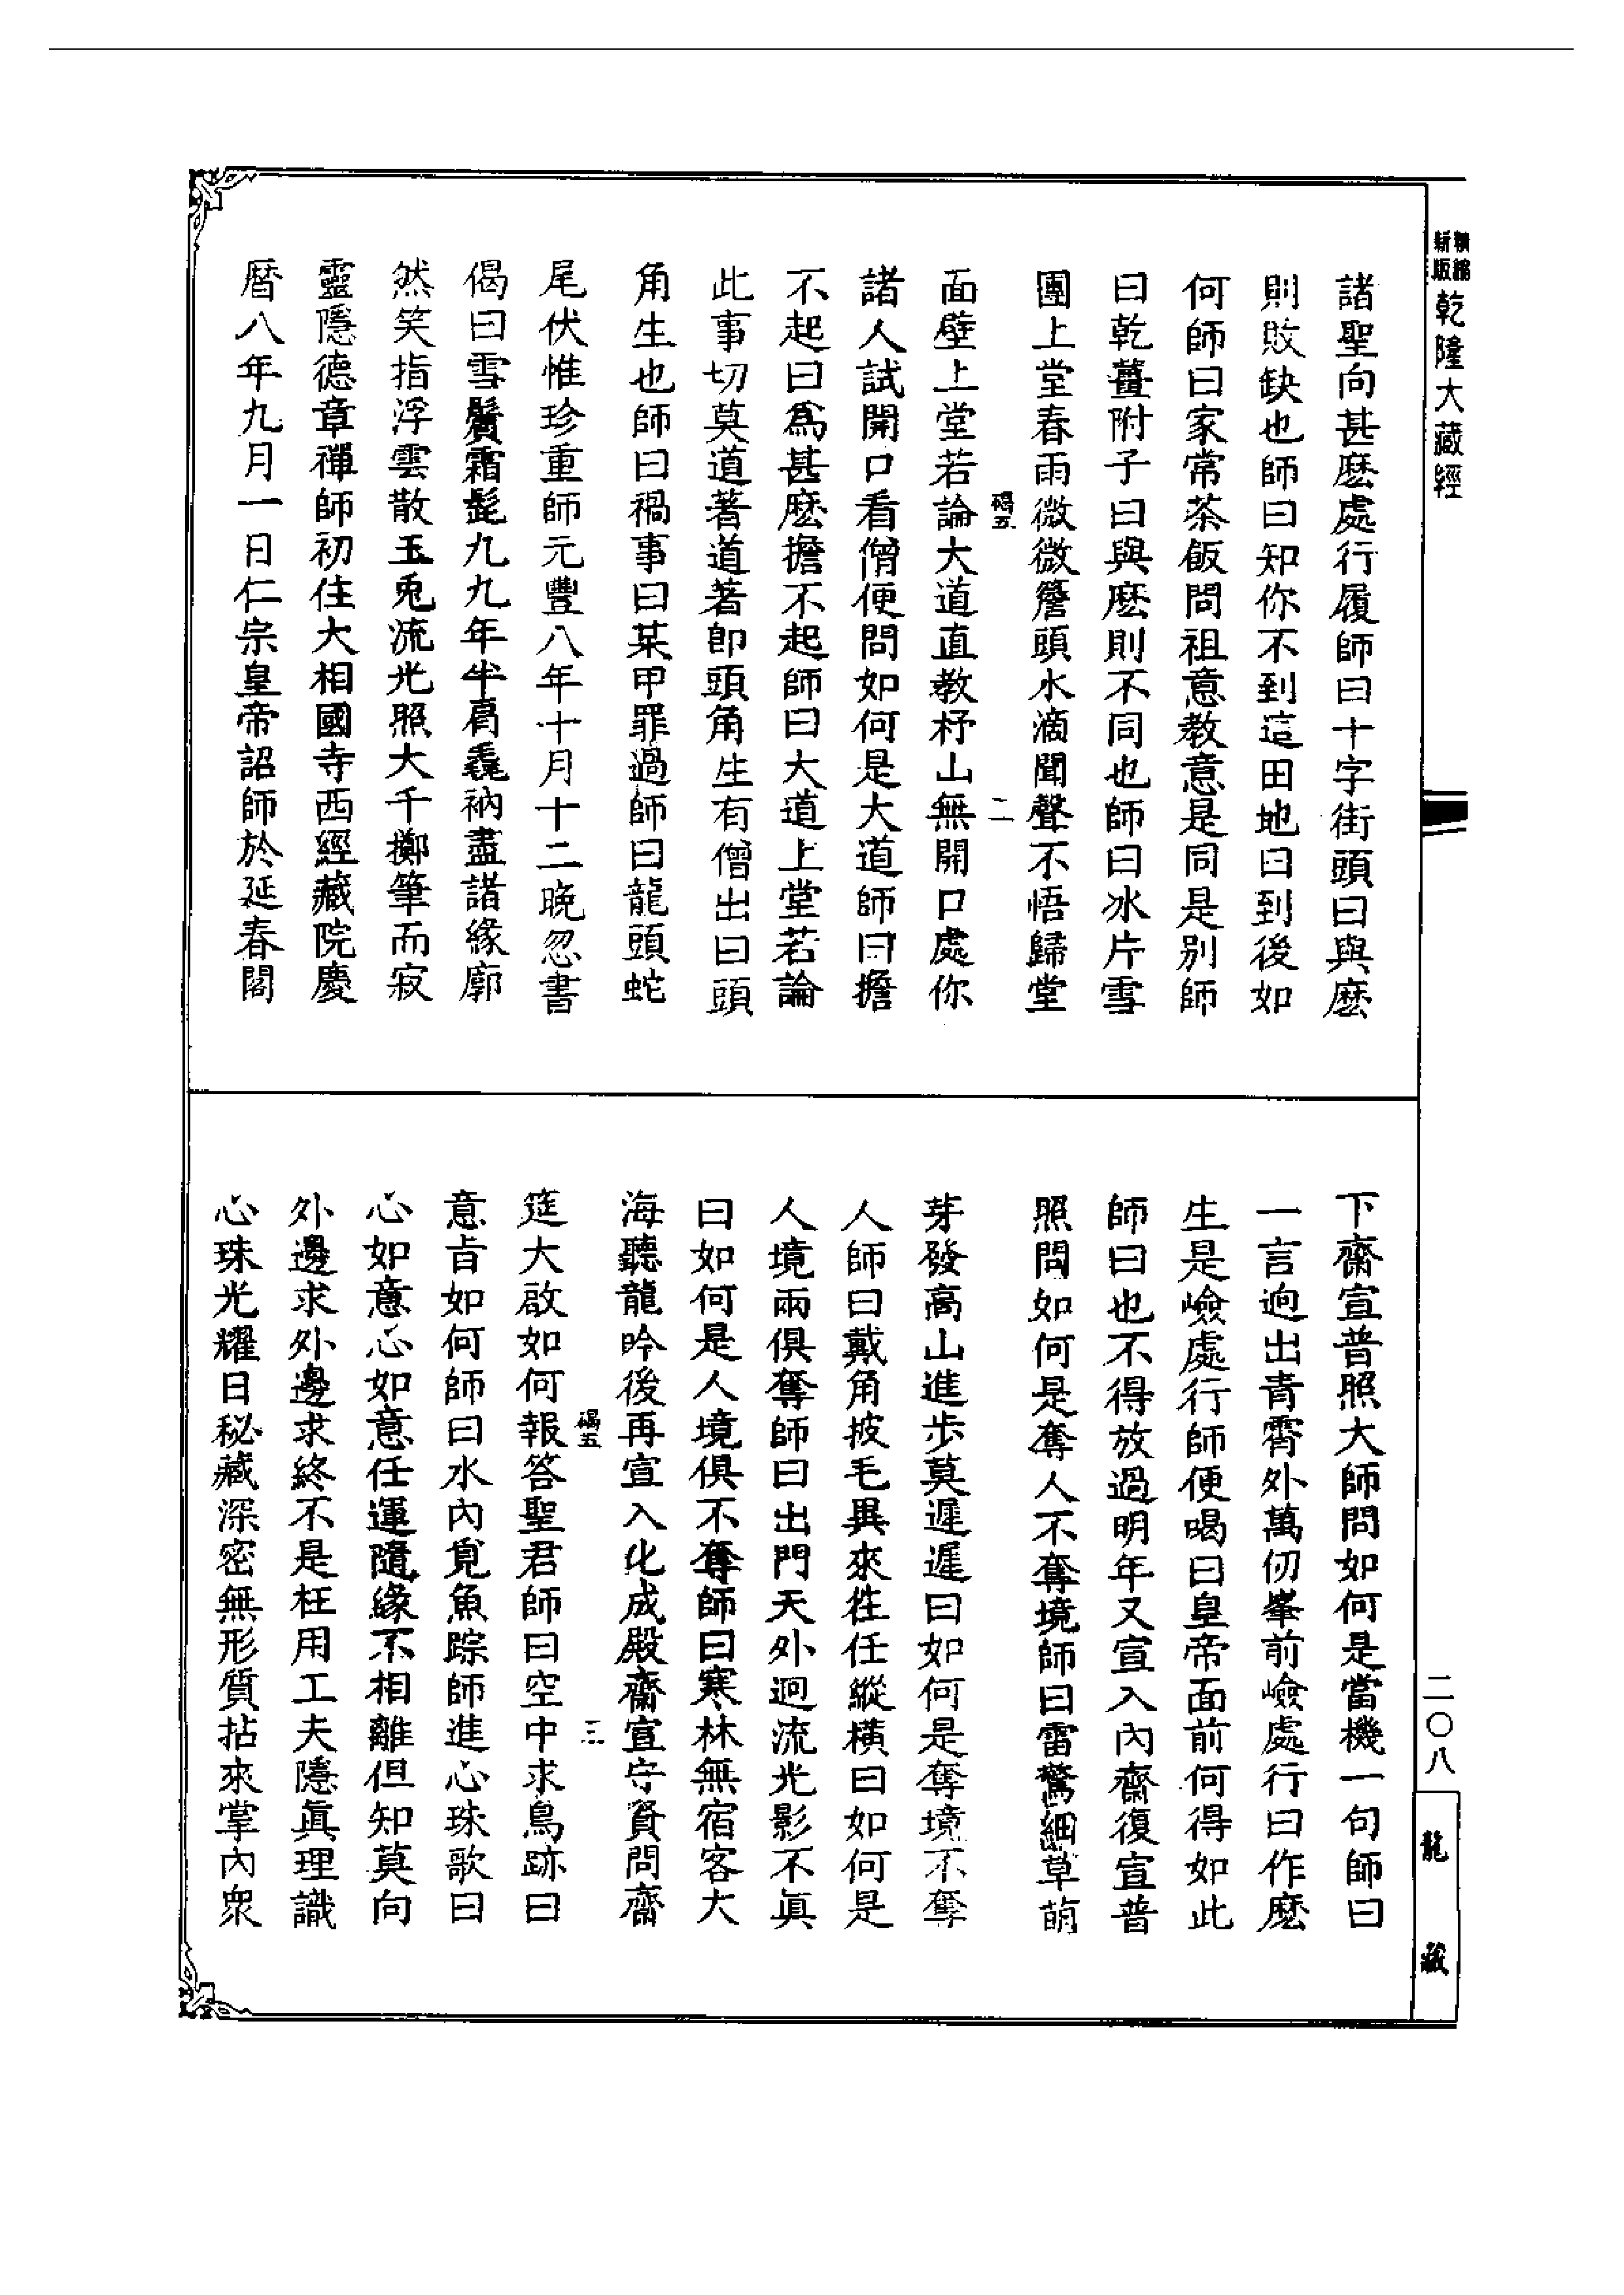 新版
精縮
乾隆大藏經
二〇八
龍藏
諸聖向甚麽處行履師曰十字街頭曰與麽
則敗缺也師曰知你不到這田地曰到後如
何師曰家常茶飯問祖意教意是同是別師
曰乾薑附子曰與麽則不同也師曰冰片雪
團上堂春雨微微簷頭水滴聞聲不悟歸堂
碣五
二
面壁上堂若論大道直教杼山無開口處你
諸人試開口看僧便問如何是大道師曰擔
不起曰爲甚麽擔不起師曰大道上堂若論
此事切莫道著道著卽頭角生有僧出曰頭
角生也師曰禍事曰某甲罪過師曰龍頭蛇
尾伏惟珍重師元豐八年十月十二晚忽書
偈曰雪鬢霜髭九九年半肩毳衲盡諸緣廓
然笑指浮雲散玉兎流光照大千擲筆而寂
靈隱德章禪師初住大相國寺西經藏院慶
曆八年九月一日仁宗皇帝詔師於延春閣
下齋宣普照大師問如何是當機一句師曰
一言逈出青霄外萬仞峯前嶮處行曰作麽
生是嶮處行師便喝曰皇帝面前何得如此
師曰也不得放過明年又宣入內齋復宣普
照問如何是奪人不奪境師曰雷驚細草萌
芽發高山進步莫遲遲曰如何是奪境不奪
人師曰戴角披毛異來徃任縱橫曰如何是
人境兩俱奪師曰出門天外迥流光影不眞
曰如何是人境俱不奪師曰寒林無宿客大
海聽龍吟後再宣入化成殿齋宣守賢問齋
碣五
三
筵大啟如何報答聖君師曰空中求鳥跡曰
意旨如何師曰水內覓魚踪師進心珠歌曰
心如意心如意任運隨緣不相離但知莫向
外邊求外邊求終不是枉用工夫隱眞理識
心珠光耀日秘藏深密無形質拈來掌內眾